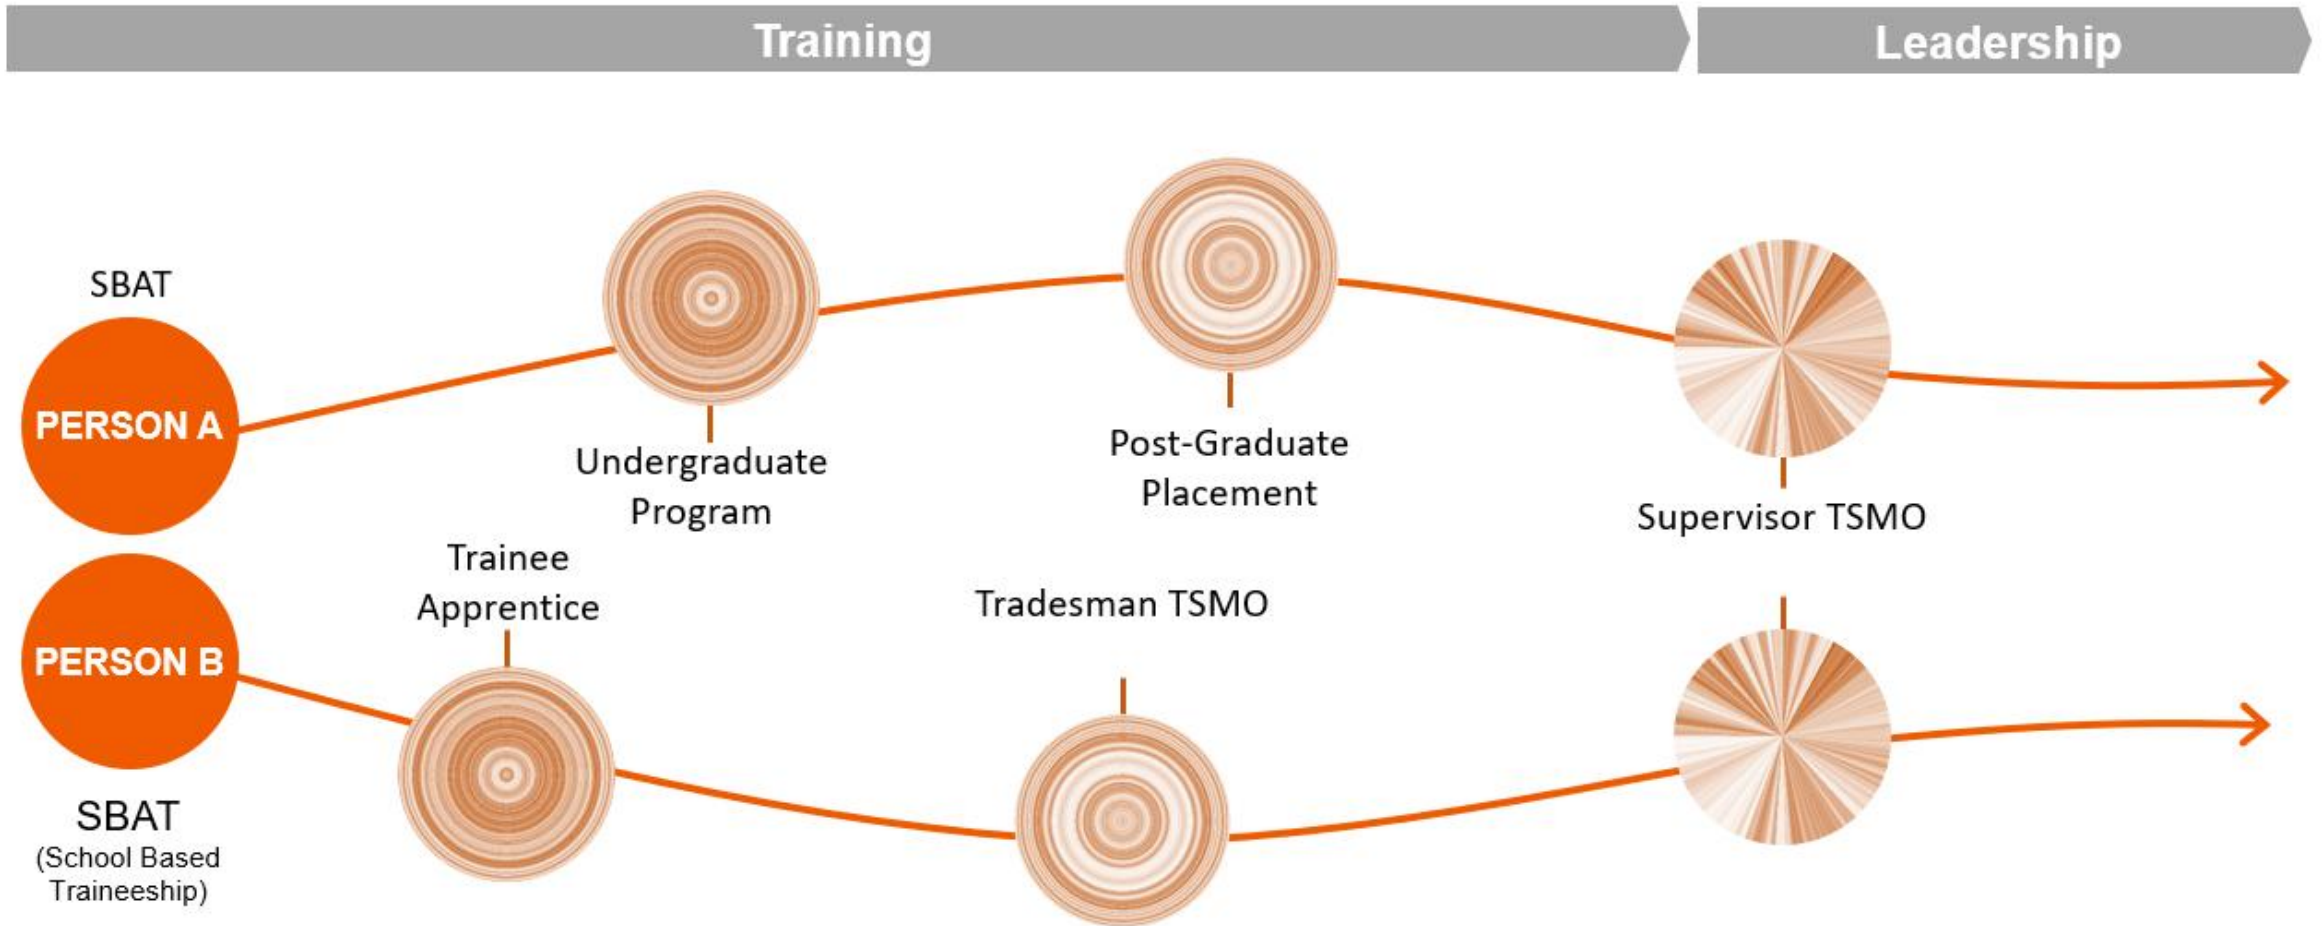 Training
Leadership
SBAT
PERSON A
Undergraduate
Program
Post-Graduate
Placement
Supervisor TSMO
PERSON B
SBAT
(School Based
Traineeship)
Trainee
Apprentice
Tradesman TSMO